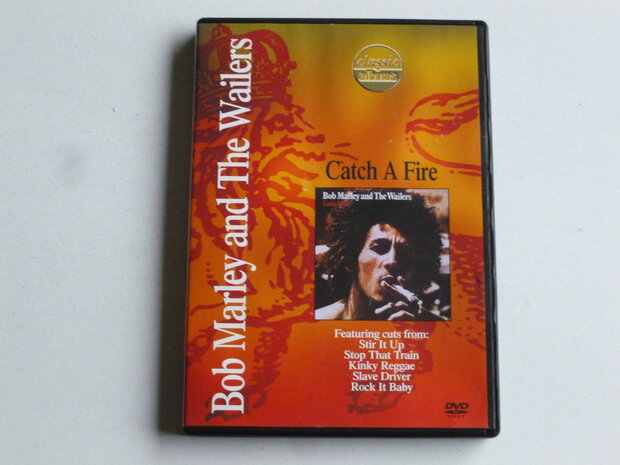 Bob Marley and The Wailers
classic
albums
Catch A Fire
Bob Marley and The Wailers
Featuring cuts from:
Stir It Up
Stop That Train
Kinky Reggae
Slave Driver
Rock It Baby
DVD